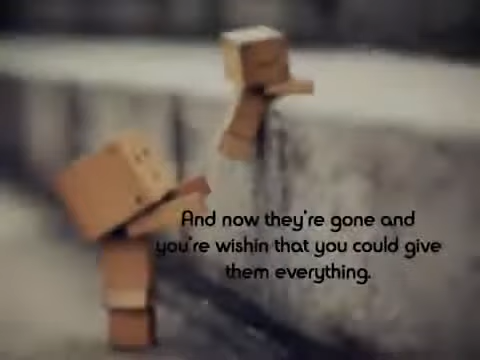 And now they're gone and
you're wishin that you could give
them everything.